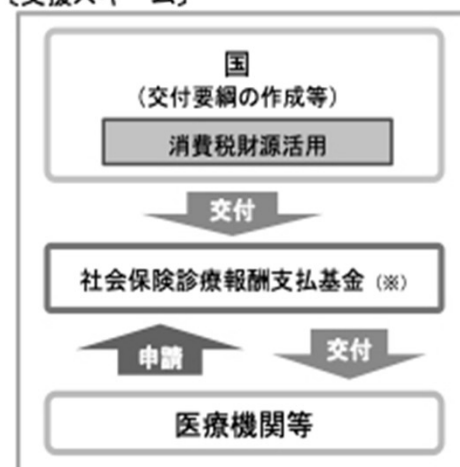 国
（交付要綱の作成等）
消費税財源活用
交付
社会保険診療報酬支払基金（※）
申請
交付
医療機関等